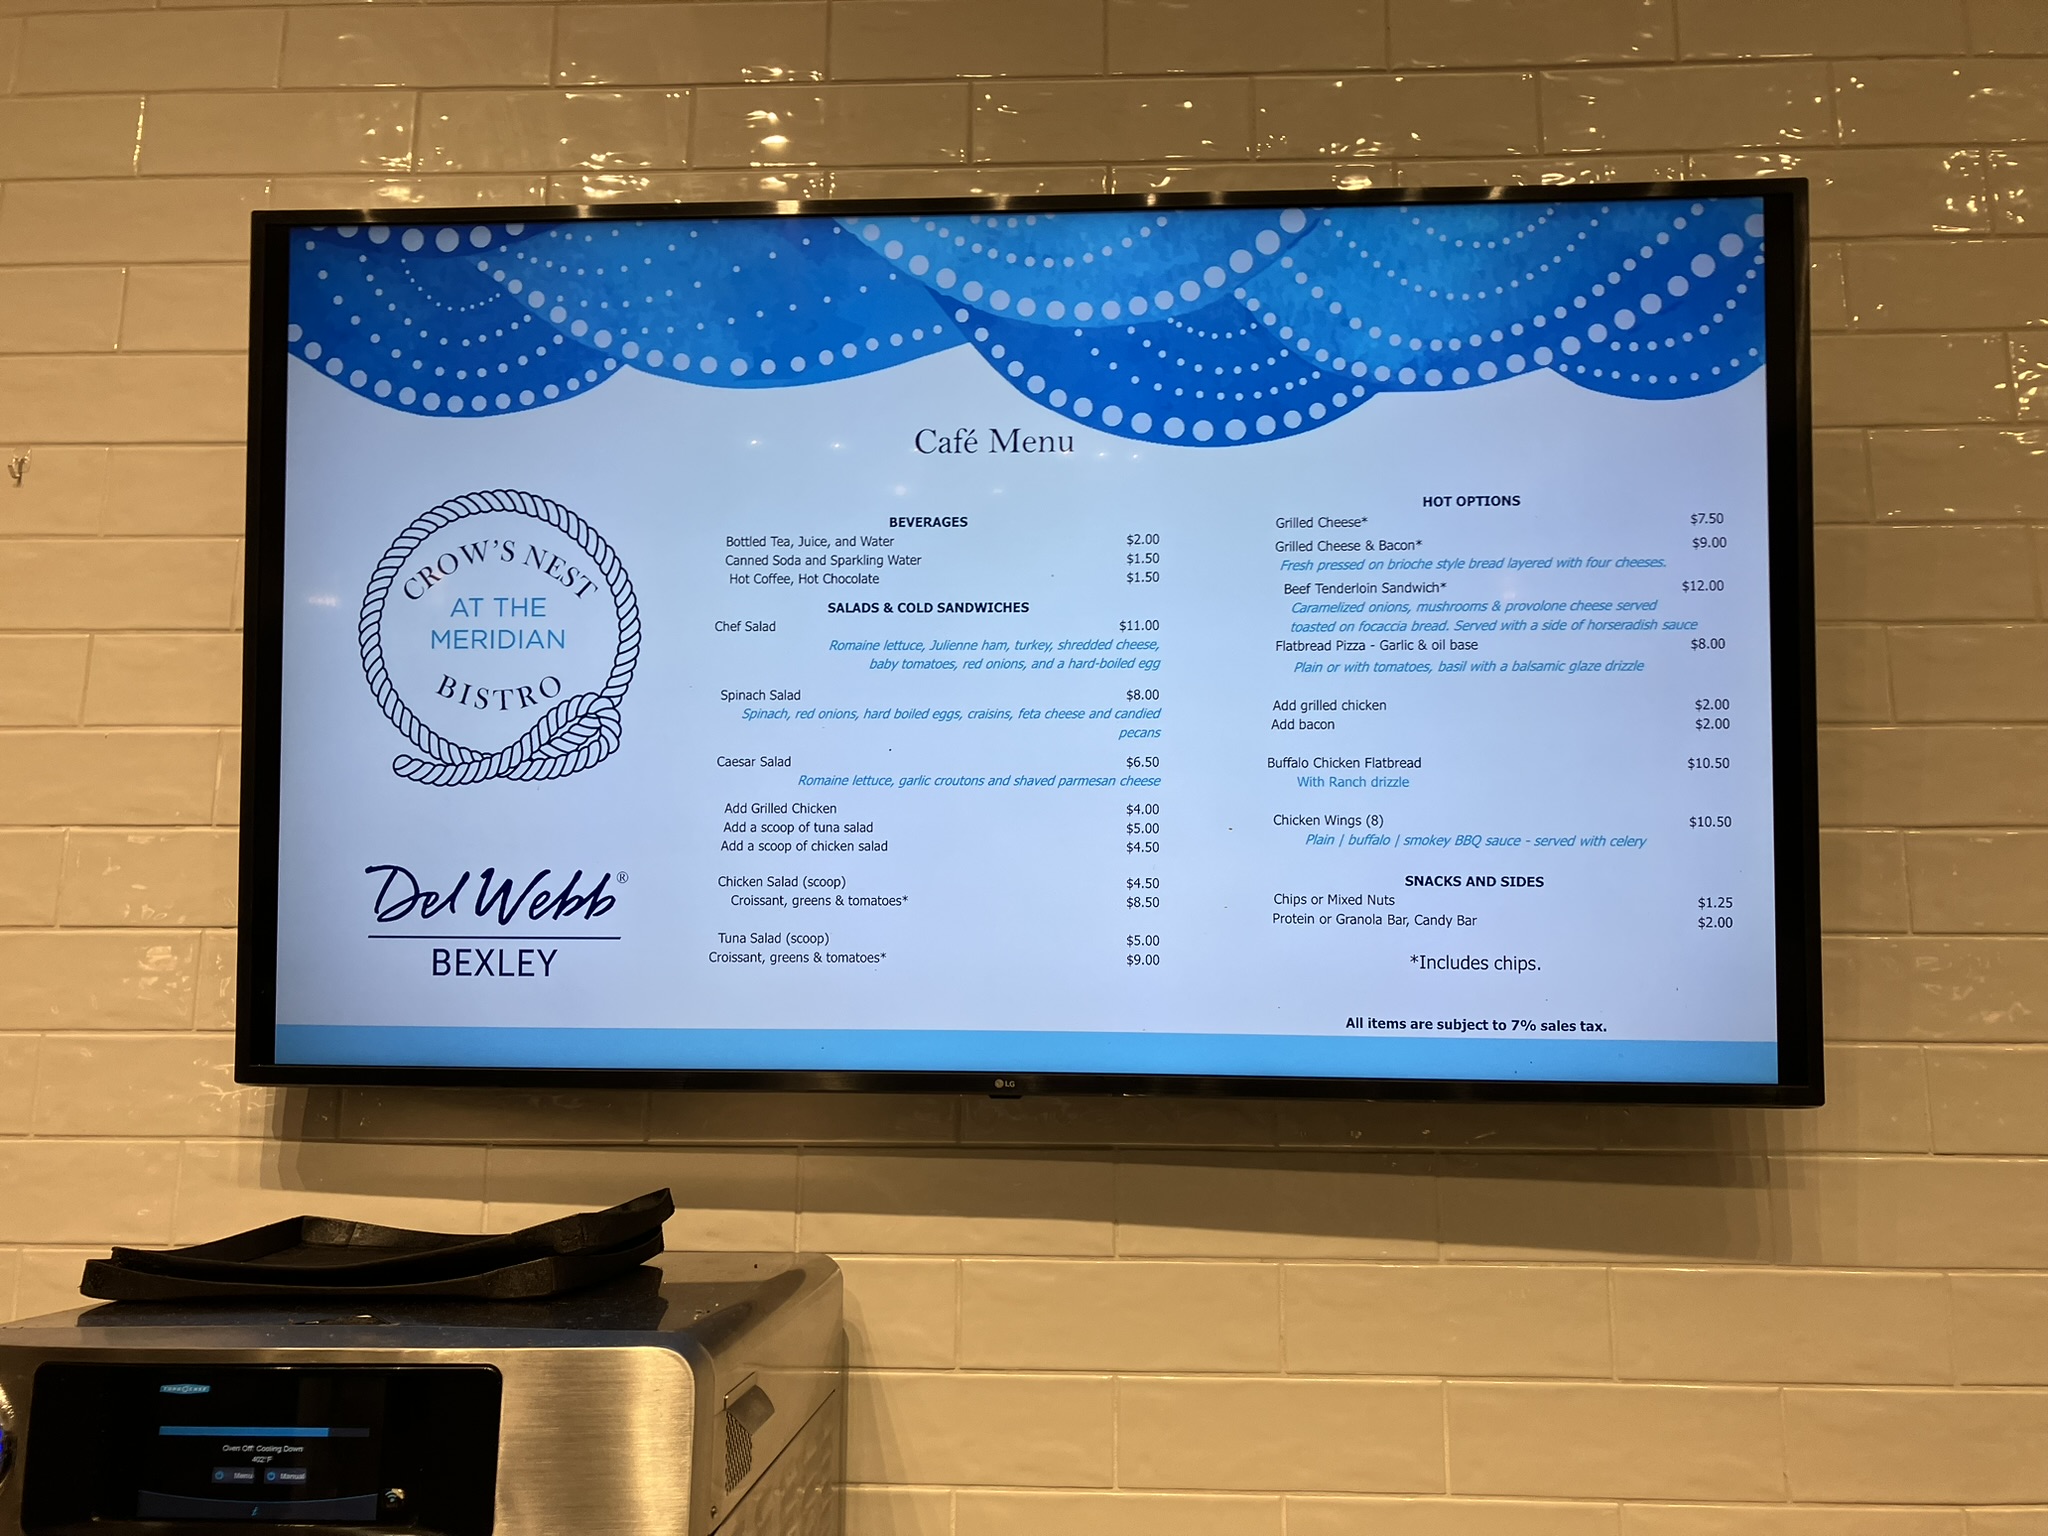 Café Menu
CROW'S NEST
AT THE
MERIDIAN
BISTRO
Del Webb®
BEXLEY
BEVERAGES
Bottled Tea, Juice, and Water $2.00
Canned Soda and Sparkling Water $1.50
Hot Coffee, Hot Chocolate $1.50
SALADS & COLD SANDWICHES
Chef Salad $11.00
Romaine lettuce, Julienne ham, turkey, shredded cheese,
baby tomatoes, red onions, and a hard-boiled egg
Spinach Salad $8.00
Spinach, red onions, hard boiled eggs, craisins, feta cheese and candied
pecans
Caesar Salad $6.50
Romaine lettuce, garlic croutons and shaved parmesan cheese
Add Grilled Chicken $4.00
Add a scoop of tuna salad $5.00
Add a scoop of chicken salad $4.50
Chicken Salad (scoop) $4.50
Croissant, greens & tomatoes* $8.50
Tuna Salad (scoop) $5.00
Croissant, greens & tomatoes* $9.00
HOT OPTIONS
Grilled Cheese* $7.50
Grilled Cheese & Bacon* $9.00
Fresh pressed on brioche style bread layered with four cheeses.
Beef Tenderloin Sandwich* $12.00
Caramelized onions, mushrooms & provolone cheese served
toasted on focaccia bread. Served with a side of horseradish sauce
Flatbread Pizza - Garlic & oil base $8.00
Plain or with tomatoes, basil with a balsamic glaze drizzle
Add grilled chicken $2.00
Add bacon $2.00
Buffalo Chicken Flatbread $10.50
With Ranch drizzle
Chicken Wings (8) $10.50
Plain | buffalo | smokey BBQ sauce - served with celery
SNACKS AND SIDES
Chips or Mixed Nuts $1.25
Protein or Granola Bar, Candy Bar $2.00
*Includes chips.
All items are subject to 7% sales tax.
LG
Oven Off: Cooling Down
402°F
Menu Manual